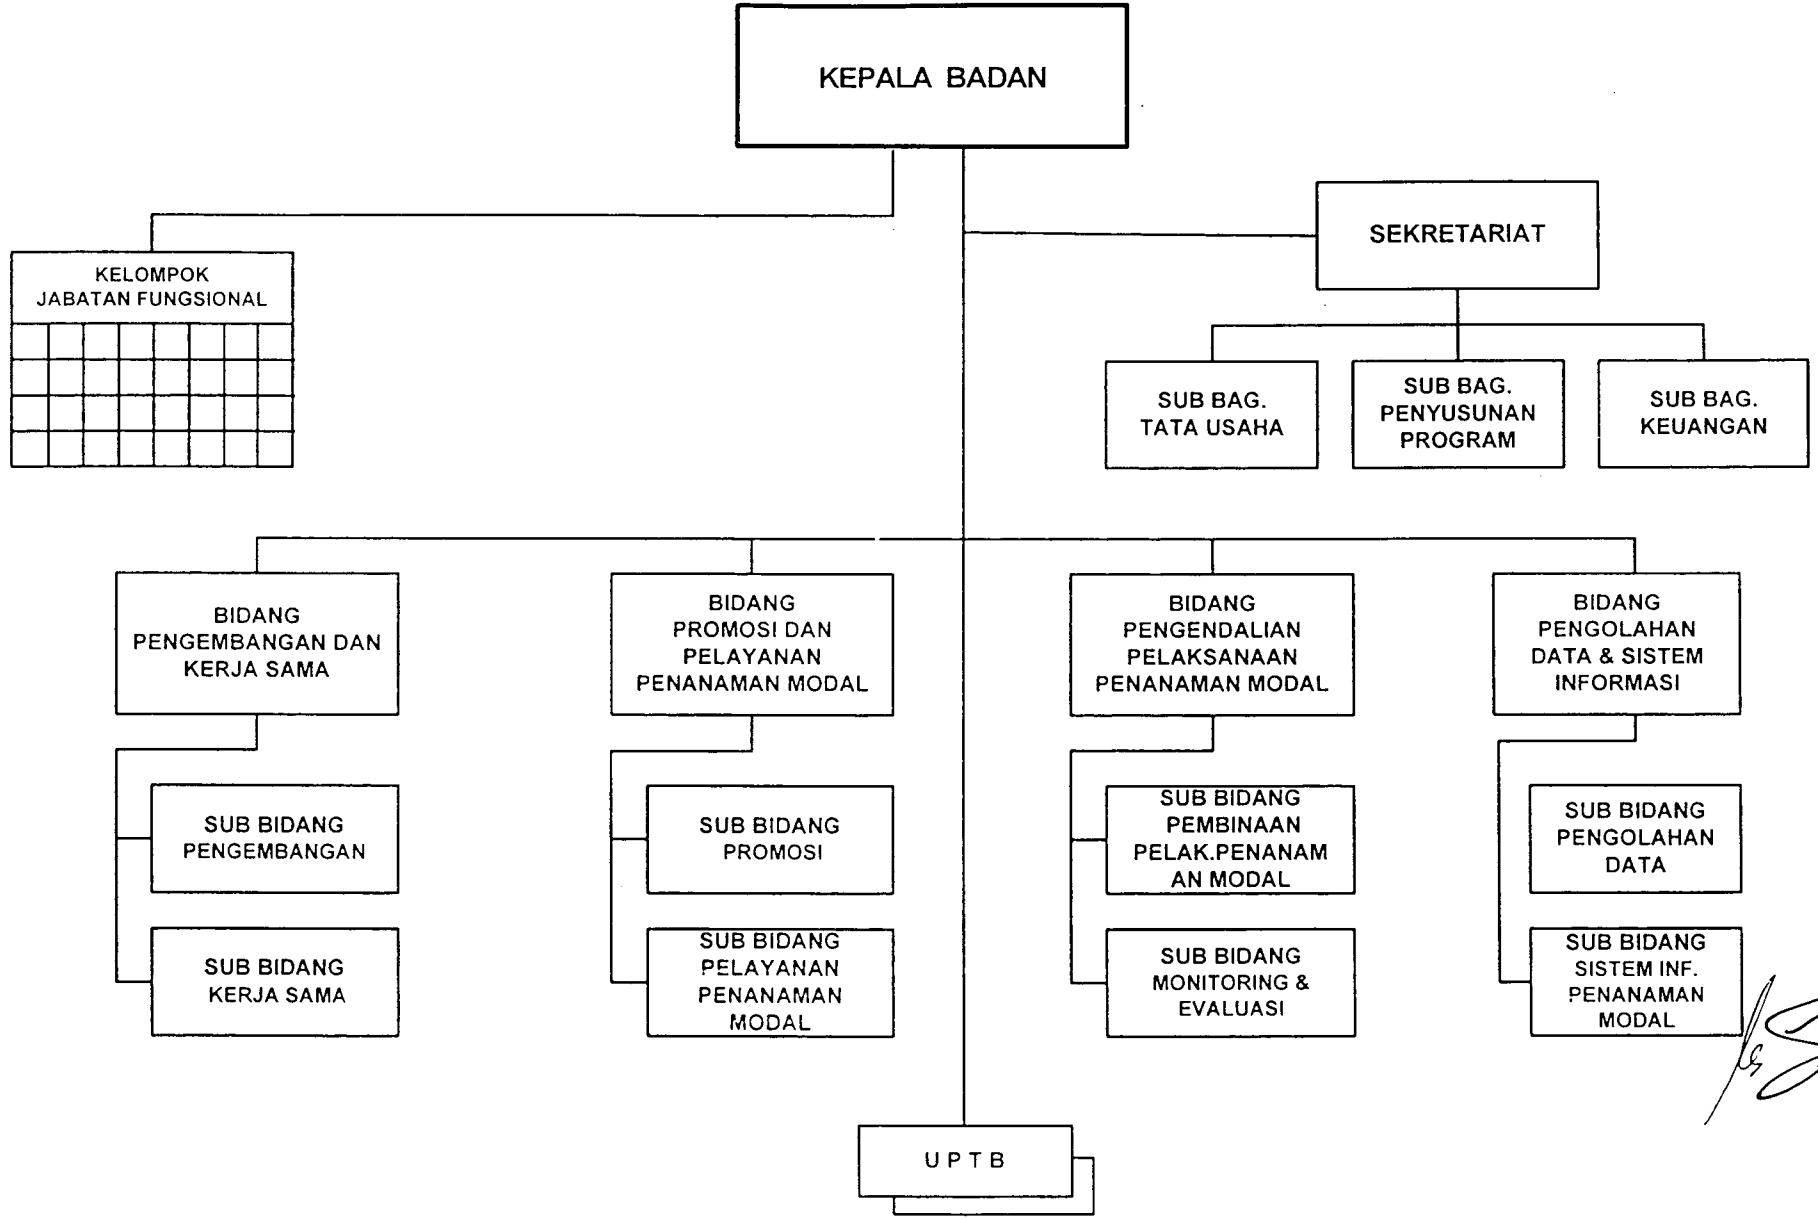 KEPALA BADAN
SEKRETARIAT
KELOMPOK
JABATAN FUNGSIONAL
SUB BAG.
TATA USAHA
SUB BAG.
PENYUSUNAN
PROGRAM
SUB BAG.
KEUANGAN
BIDANG
PENGEMBANGAN DAN
KERJA SAMA
BIDANG
PROMOSI DAN
PELAYANAN
PENANAMAN MODAL
BIDANG
PENGENDALIAN
PELAKSANAAN
PENANAMAN MODAL
BIDANG
PENGOLAHAN
DATA & SISTEM
INFORMASI
SUB BIDANG
PENGEMBANGAN
SUB BIDANG
PROMOSI
SUB BIDANG
PEMBINAAN
PELAK.PENANAM
AN MODAL
SUB BIDANG
PENGOLAHAN
DATA
SUB BIDANG
KERJA SAMA
SUB BIDANG
PELAYANAN
PENANAMAN
MODAL
SUB BIDANG
MONITORING &
EVALUASI
SUB BIDANG
SISTEM INF.
PENANAMAN
MODAL
U P T B